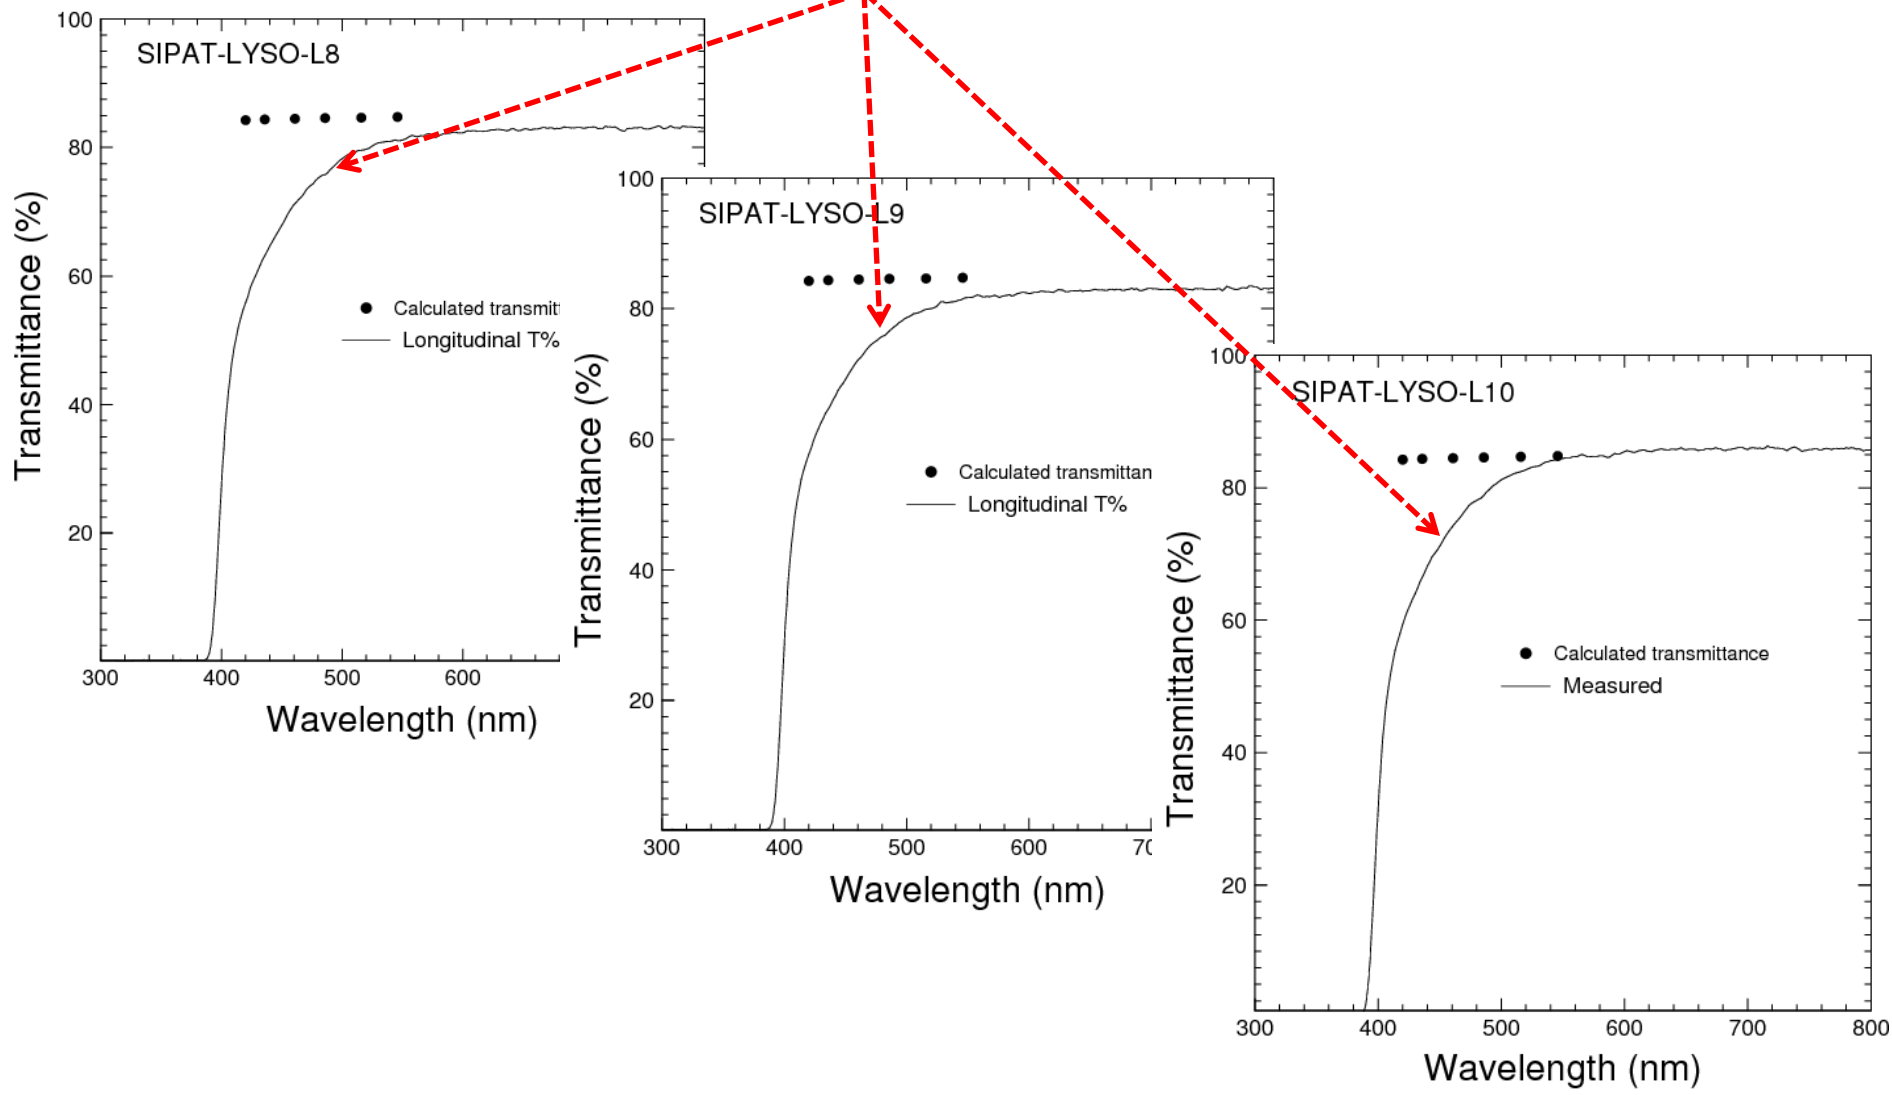 100
SIPAT-LYSO-L8
80
60
40
20
Transmittance (%)
Calculated transmit
Longitudinal T%
300 400 500 600
Wavelength (nm)
100
SIPAT-LYSO-L9
80
60
40
20
Transmittance (%)
Calculated transmittan
Longitudinal T%
300 400 500 600 70
Wavelength (nm)
100
SIPAT-LYSO-L10
80
60
40
20
Transmittance (%)
Calculated transmittance
Measured
300 400 500 600 700 800
Wavelength (nm)